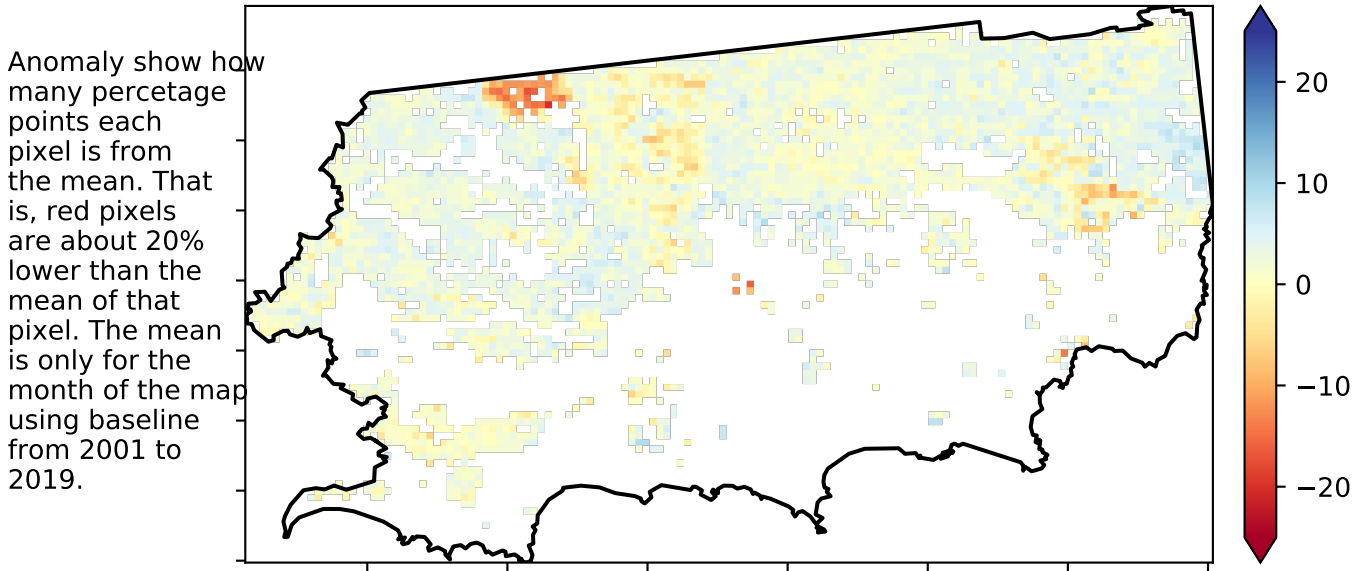 Anomaly show how
many percetage
points each
pixel is from
the mean. That
is, red pixels
are about 20%
lower than the
mean of that
pixel. The mean
is only for the
month of the map
using baseline
from 2001 to
2019.
20
10
0
−10
−20